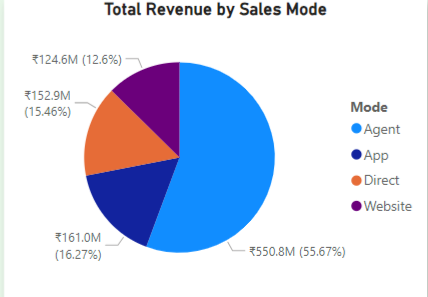 Total Revenue by Sales Mode
₹124.6M (12.6%)
₹152.9M
(15.46%)
₹161.0M
(16.27%)
₹550.8M (55.67%)
Mode
Agent
App
Direct
Website